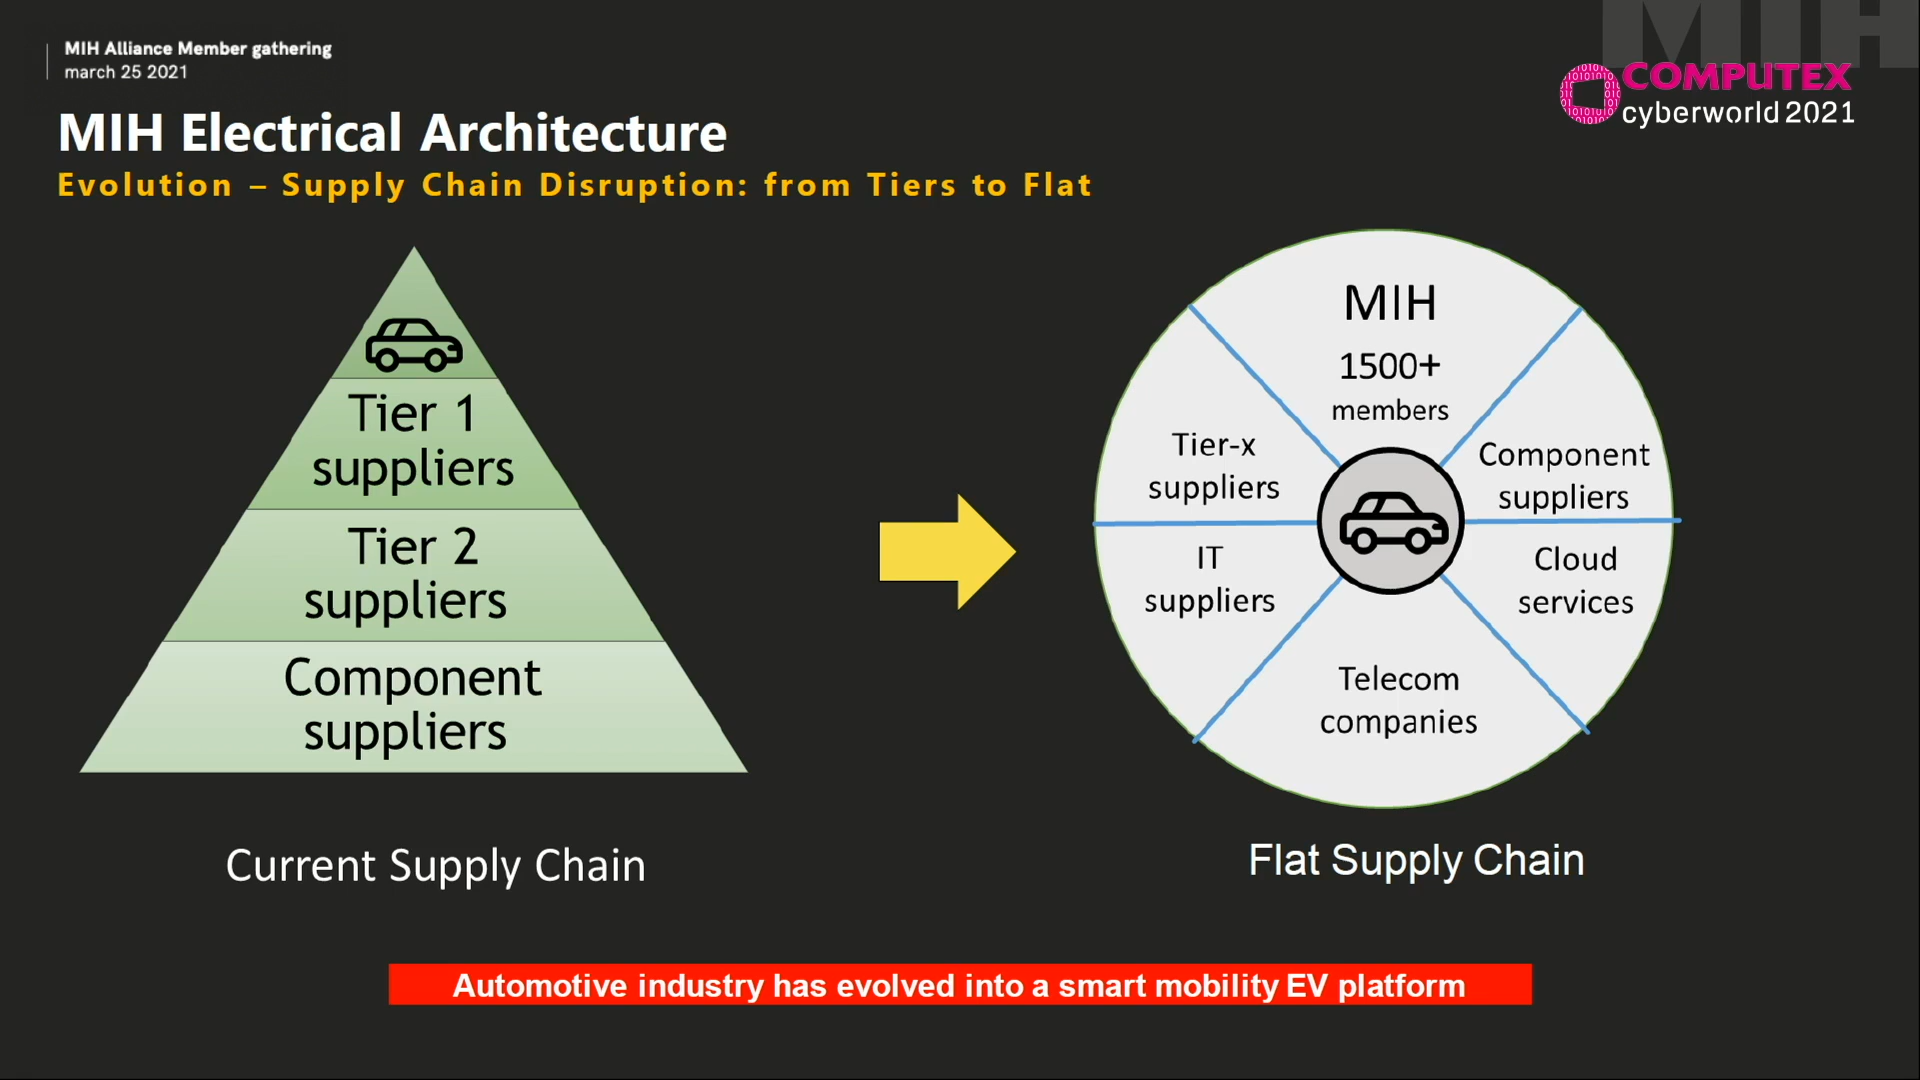 MIH
MIH Alliance Member gathering
march 25 2021
COMPUTEX
cyberworld 2021
MIH Electrical Architecture
Evolution – Supply Chain Disruption: from Tiers to Flat
Tier 1
suppliers
Tier 2
suppliers
Component
suppliers
Current Supply Chain
MIH
1500+
members
Tier-x
suppliers
Component
suppliers
IT
suppliers
Cloud
services
Telecom
companies
Flat Supply Chain
Automotive industry has evolved into a smart mobility EV platform